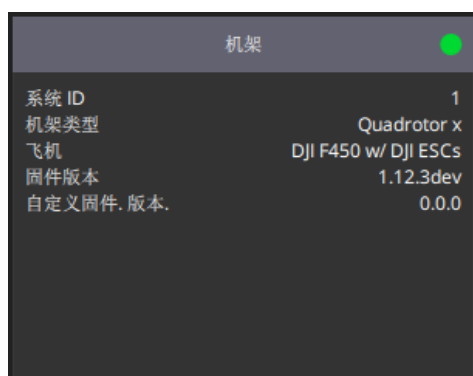 机架
系统 ID 1
机架类型 Quadrotor x
飞机 DJI F450 w/ DJI ESCs
固件版本 1.12.3dev
自定义固件. 版本. 0.0.0